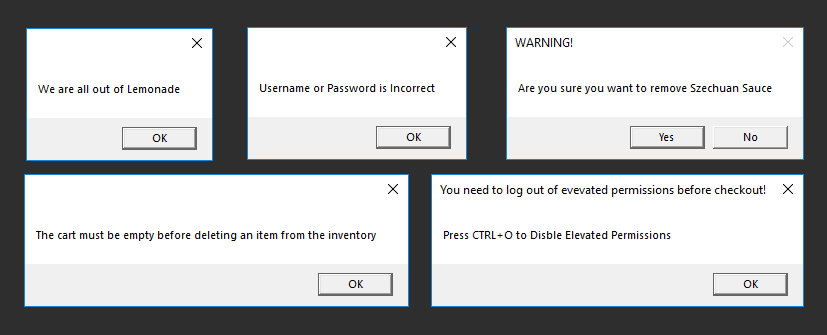 We are all out of Lemonade
OK
Username or Password is Incorrect
OK
WARNING!
Are you sure you want to remove Szechuan Sauce
Yes No
The cart must be empty before deleting an item from the inventory
OK
You need to log out of evevated permissions before checkout!
Press CTRL+O to Disble Elevated Permissions
OK